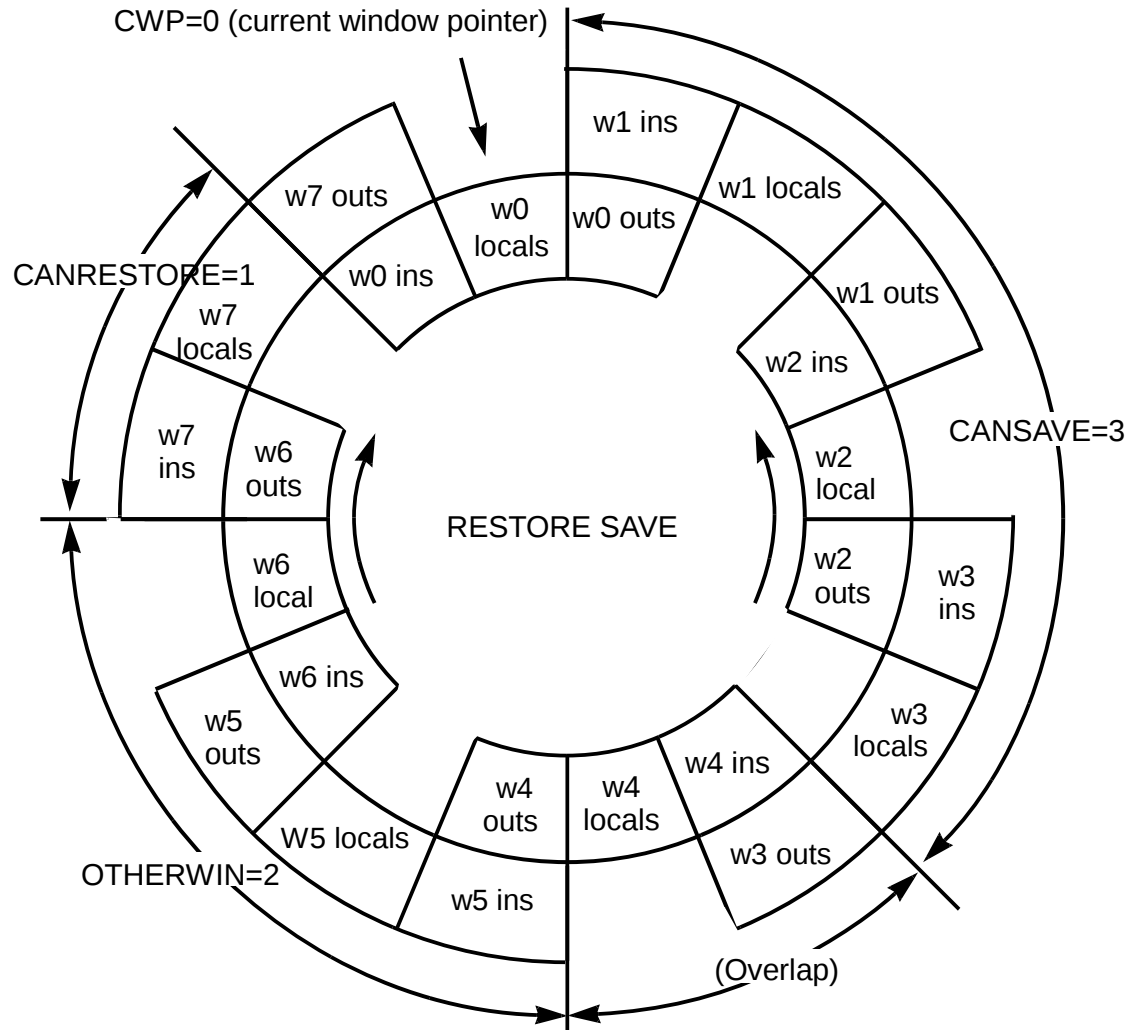 CWP=0 (current window pointer)
w1 ins
w1 locals
w7 outs
w0
locals
w0 outs
w0 ins
CANRESTORE=1
w1 outs
w7
locals
w2 ins
CANSAVE=3
w7
ins
w6
outs
w2
local
RESTORE SAVE
w6
local
w2
outs
w3
ins
w6 ins
w5
outs
w3
locals
w4 ins
w4
outs
w4
locals
W5 locals
w3 outs
OTHERWIN=2
w5 ins
(Overlap)